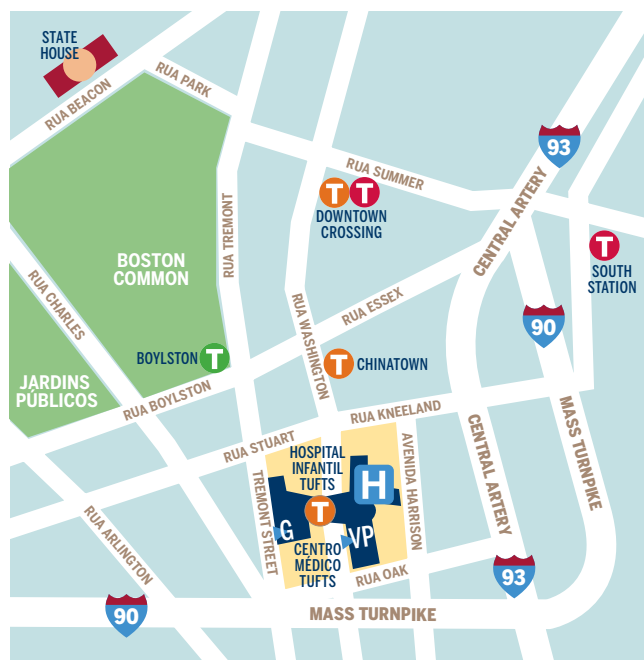 STATE
HOUSE
RUA BEACON
RUA PARK
93
RUA SUMMER
T T
DOWNTOWN
CROSSING
CENTRAL ARTERY
T
SOUTH
STATION
RUA TREMONT
BOSTON
COMMON
RUA CHARLES
RUA WASHINGTON
RUA ESSEX
90
BOYLSTON T
T CHINATOWN
JARDINS
PÚBLICOS
RUA BOYLSTON
RUA KNEELAND
MASS TURNPIKE
RUA STUART
AVENIDA HARRISON
CENTRAL ARTERY
HOSPITAL
INFANTIL
TUFTS
H
TREMONT STREET
T
G
VP
CENTRO
MÉDICO
TUFTS
RUA ARLINGTON
RUA OAK
93
90
MASS TURNPIKE